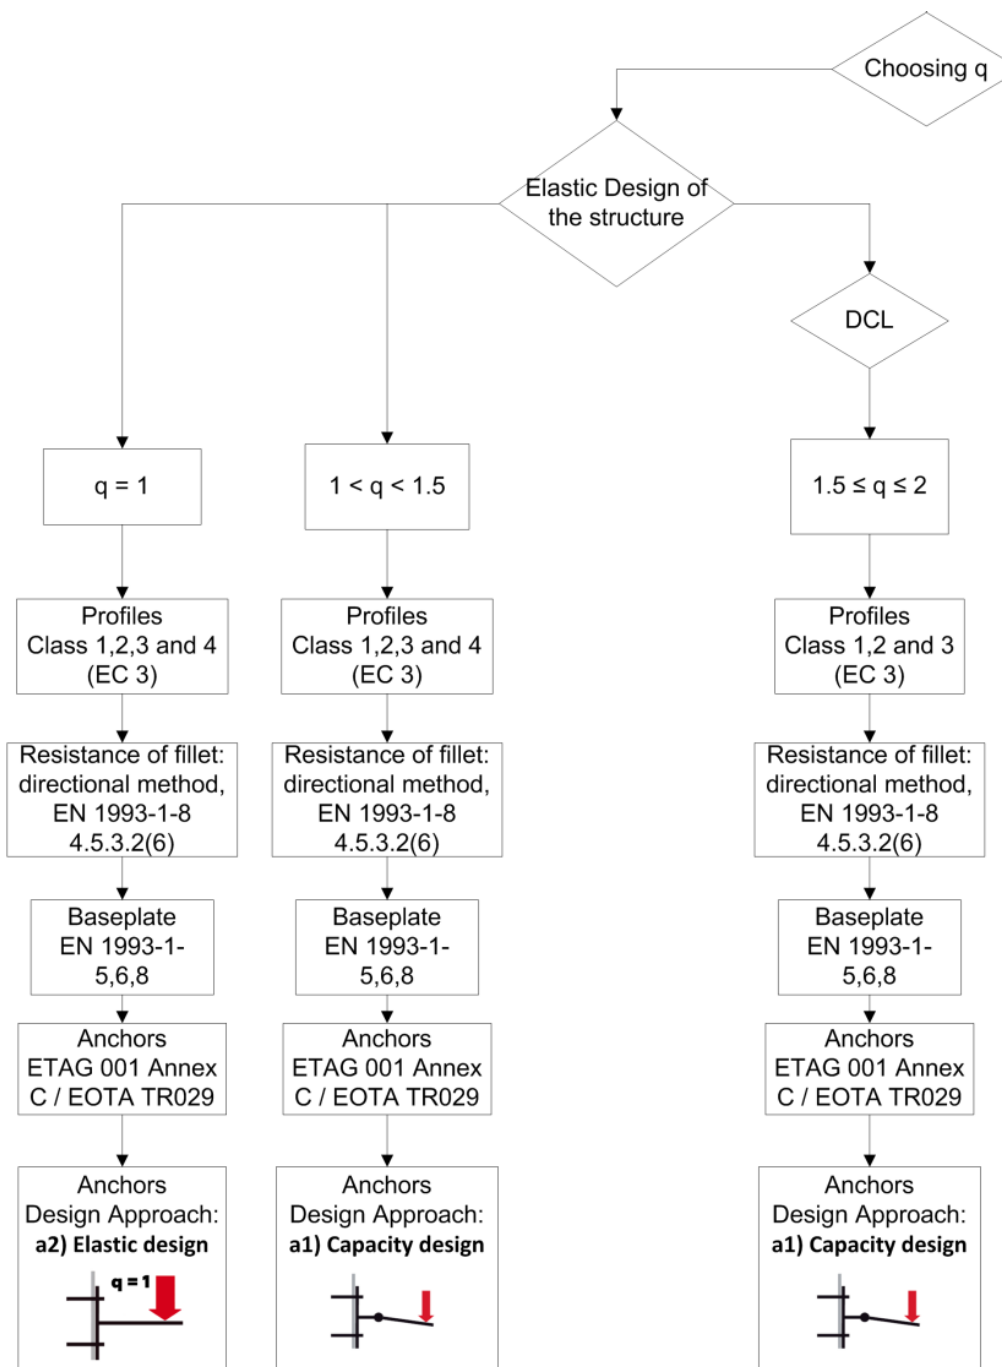 Choosing q
Elastic Design of
the structure
DCL
q = 1
1 < q < 1.5
1.5 ≤ q ≤ 2
Profiles
Class 1,2,3 and 4
(EC 3)
Profiles
Class 1,2,3 and 4
(EC 3)
Profiles
Class 1,2 and 3
(EC 3)
Resistance of fillet:
directional method,
EN 1993-1-8
4.5.3.2(6)
Resistance of fillet:
directional method,
EN 1993-1-8
4.5.3.2(6)
Resistance of fillet:
directional method,
EN 1993-1-8
4.5.3.2(6)
Baseplate
EN 1993-1-
5,6,8
Baseplate
EN 1993-1-
5,6,8
Baseplate
EN 1993-1-
5,6,8
Anchors
ETAG 001 Annex
C / EOTA TR029
Anchors
ETAG 001 Annex
C / EOTA TR029
Anchors
ETAG 001 Annex
C / EOTA TR029
Anchors
Design Approach:
a2) Elastic design
q = 1
Anchors
Design Approach:
a1) Capacity design
Anchors
Design Approach:
a1) Capacity design